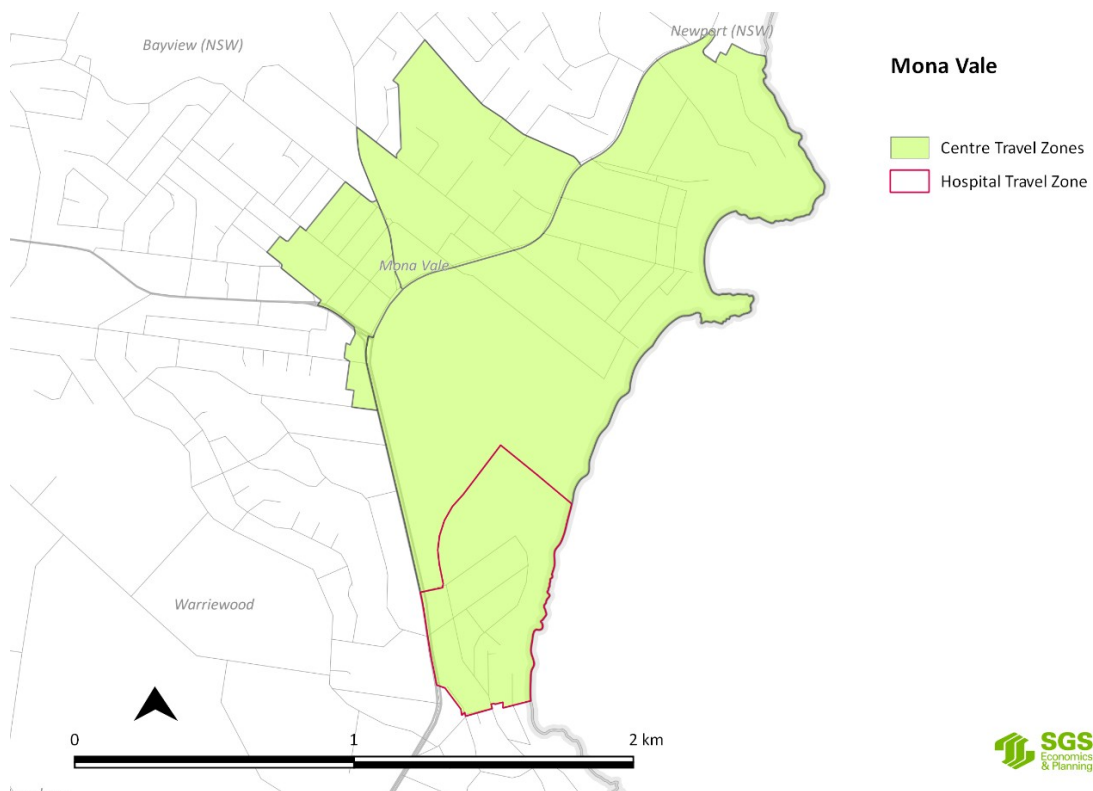 Bayview (NSW)
Newport (NSW)
Mona Vale
Centre Travel Zones
Hospital Travel Zone
Mona Vale
Warriewood
0
1
2 km
SGS
Economics
& Planning